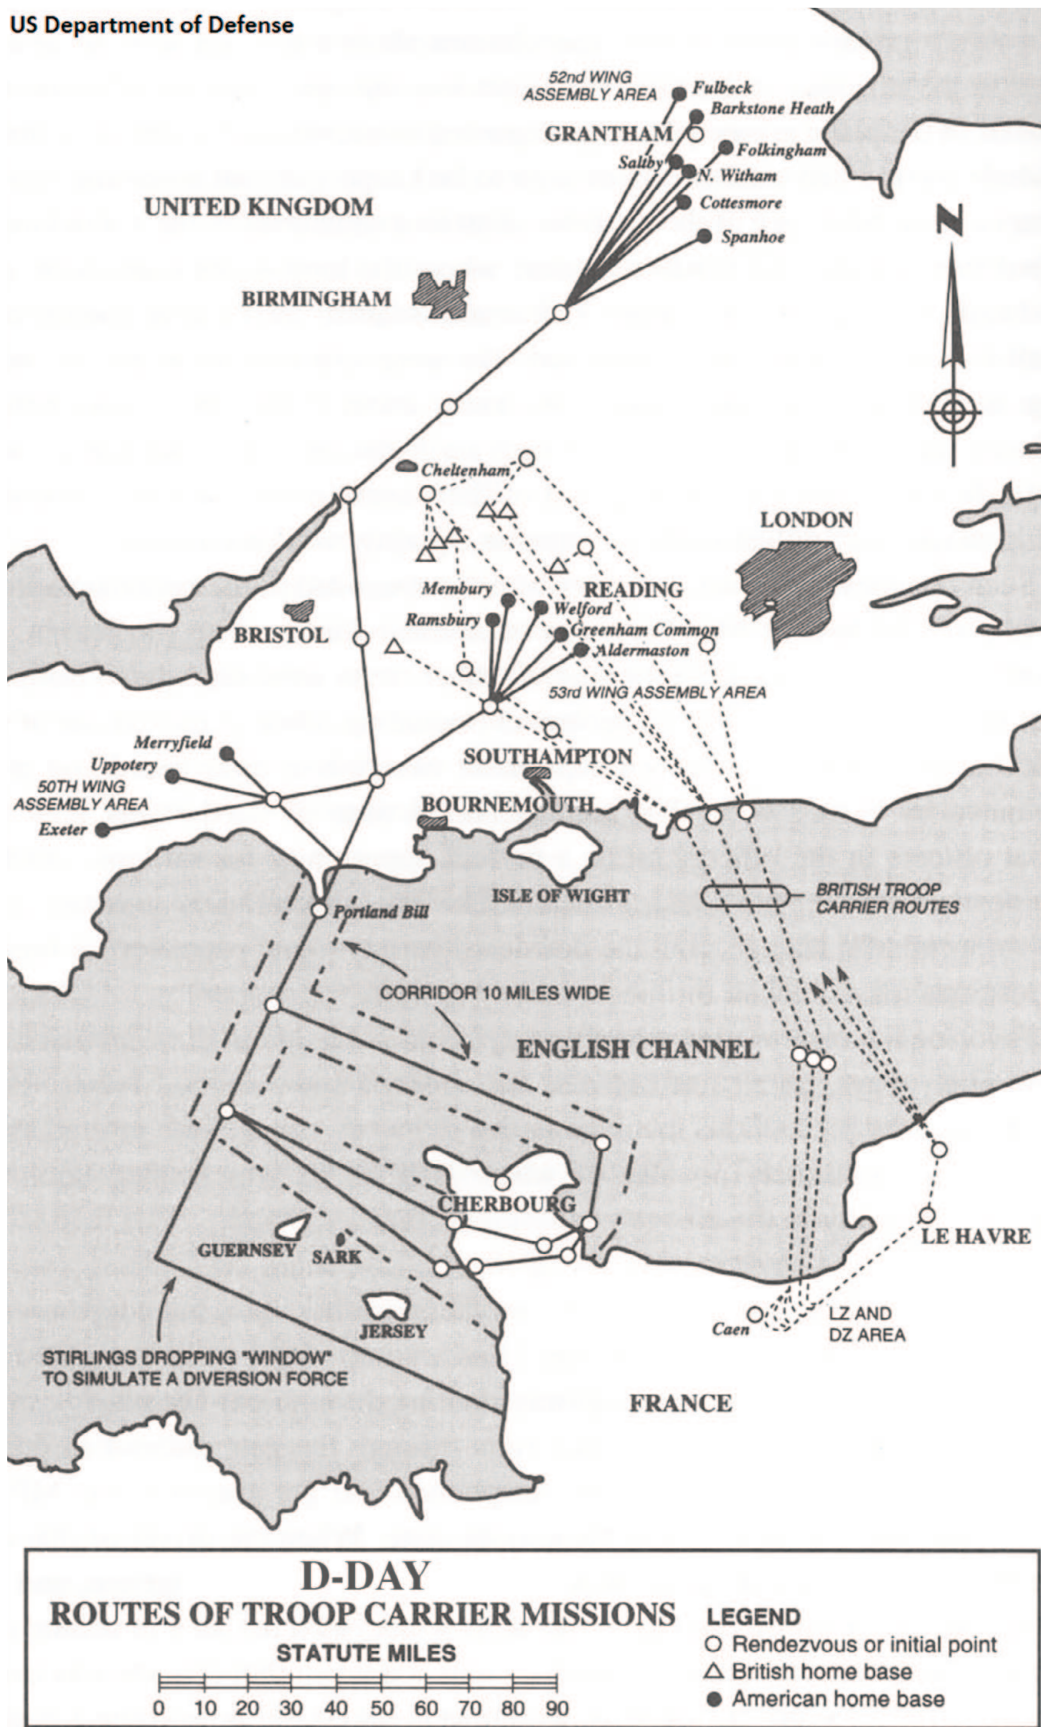 US Department of Defense
52nd WING
ASSEMBLY AREA
Fulbeck
Barkstone Heath
GRANTHAM
Folkingham
Saltby
N. Witham
Cottesmore
Spanhoe
UNITED KINGDOM
N
BIRMINGHAM
Cheltenham
LONDON
READING
Membury
Welford
Ramsbury
Greenham Common
BRISTOL
Aldermaston
53rd WING ASSEMBLY AREA
Merryfield
SOUTHAMPTON
Uppotery
50TH WING
ASSEMBLY AREA
BOURNEMOUTH
Exeter
ISLE OF WIGHT
BRITISH TROOP
CARRIER ROUTES
Portland Bill
CORRIDOR 10 MILES WIDE
ENGLISH CHANNEL
CHERBOURG
GUERNSEY
SARK
LE HAVRE
JERSEY
Caen
LZ AND
DZ AREA
STIRLINGS DROPPING "WINDOW"
TO SIMULATE A DIVERSION FORCE
FRANCE
D-DAY
ROUTES OF TROOP CARRIER MISSIONS
STATUTE MILES
0 10 20 30 40 50 60 70 80 90
LEGEND
Rendezvous or initial point
British home base
American home base